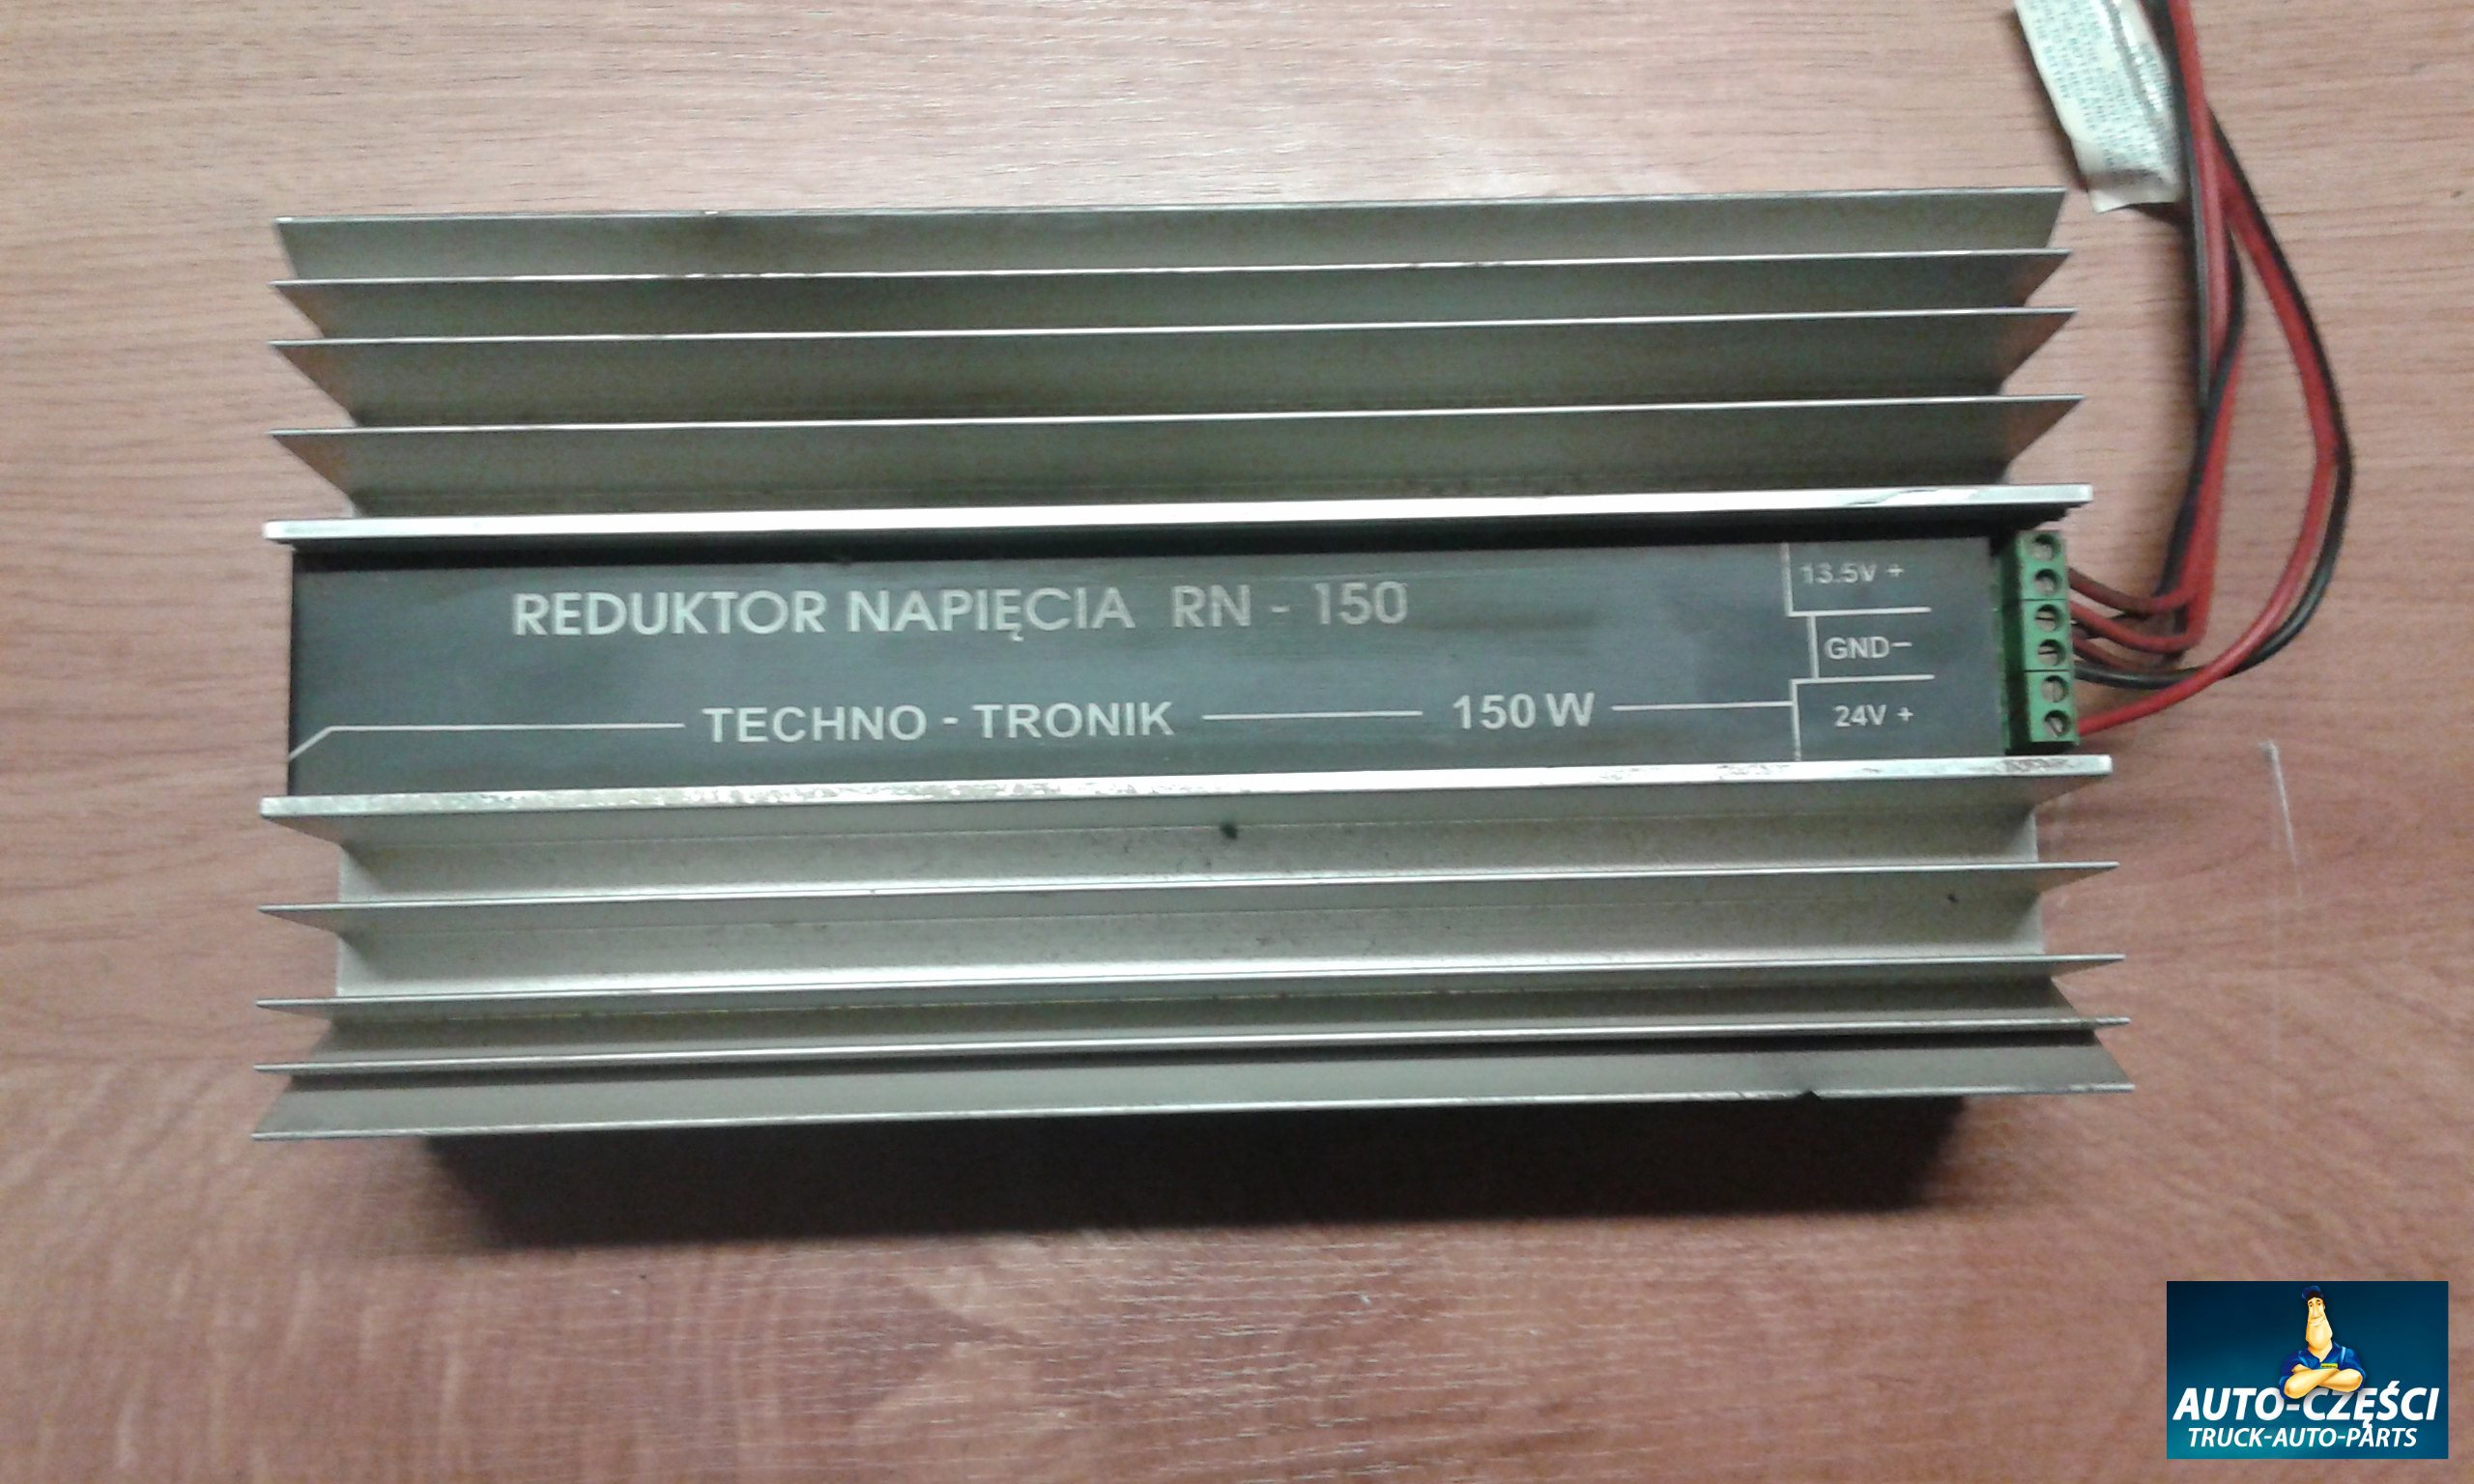 REDUKTOR NAPIĘCIA RN - 150
TECHNO - TRONIK 150 W
13.5V +
GND-
24V +
AUTO-CZĘŚCI
TRUCK-AUTO-PARTS